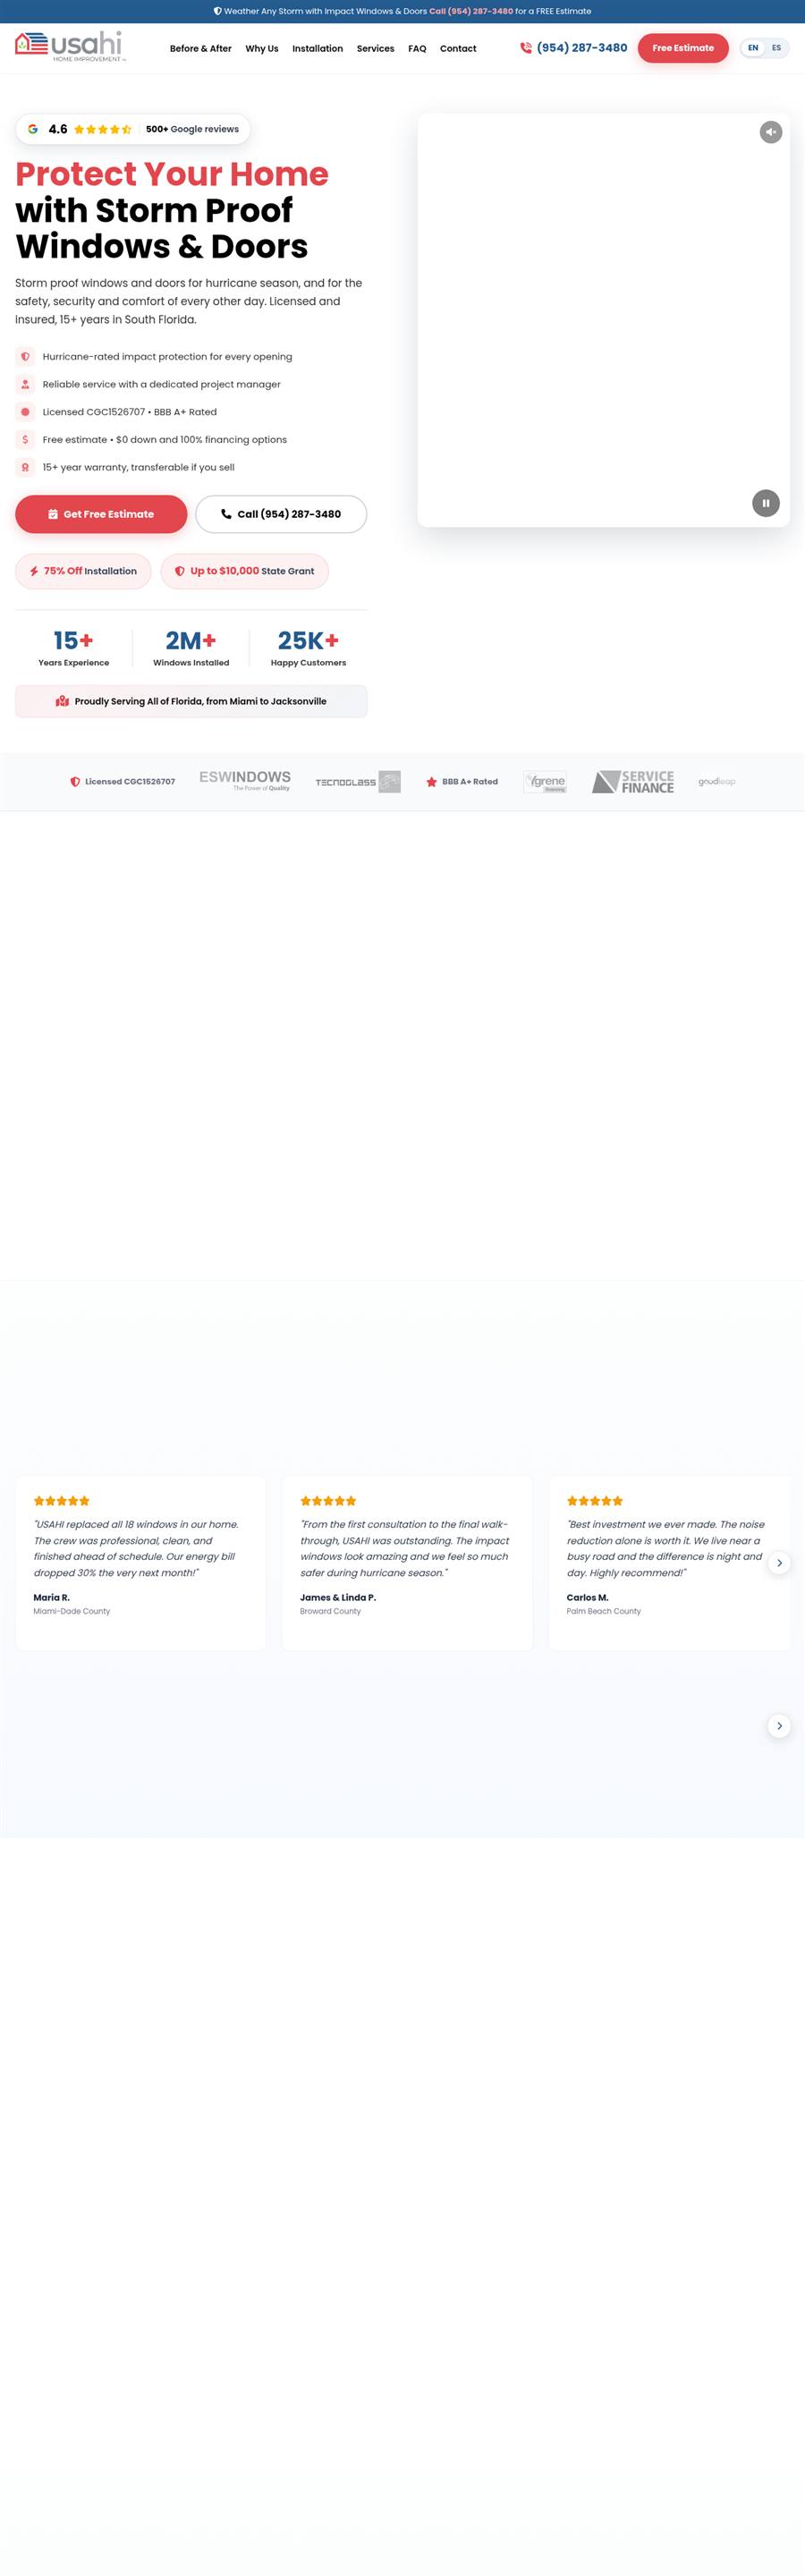 Weather Any Storm with Impact Windows & Doors Call (954) 287-3480 for a FREE Estimate
usahi
HOME IMPROVEMENT
Before & After
Why Us
Installation
Services
FAQ
Contact
(954) 287-3480
Free Estimate
EN
ES
4.6
500+ Google reviews
Protect Your Home
with Storm Proof
Windows & Doors
Storm proof windows and doors for hurricane season, and for the
safety, security and comfort of every other day. Licensed and
insured, 15+ years in South Florida.
Hurricane-rated impact protection for every opening
Reliable service with a dedicated project manager
Licensed CGC1526707 • BBB A+ Rated
Free estimate • $0 down and 100% financing options
15+ year warranty, transferable if you sell
Get Free Estimate
Call (954) 287-3480
75% Off Installation
Up to $10,000 State Grant
15+
Years Experience
2M+
Windows Installed
25K+
Happy Customers
Proudly Serving All of Florida, from Miami to Jacksonville
Licensed CGC1526707
ESWINDOWS
The Power of Quality
TECNOGLASS
BBB A+ Rated
Ygrene
SERVICE
FINANCE
goodleap
"USAHI replaced all 18 windows in our home.
The crew was professional, clean, and
finished ahead of schedule. Our energy bill
dropped 30% the very next month!"
Maria R.
Miami-Dade County
"From the first consultation to the final walk-
through, USAHI was outstanding. The impact
windows look amazing and we feel so much
safer during hurricane season."
James & Linda P.
Broward County
"Best investment we ever made. The noise
reduction alone is worth it. We live near a
busy road and the difference is night and
day. Highly recommend!"
Carlos M.
Palm Beach County